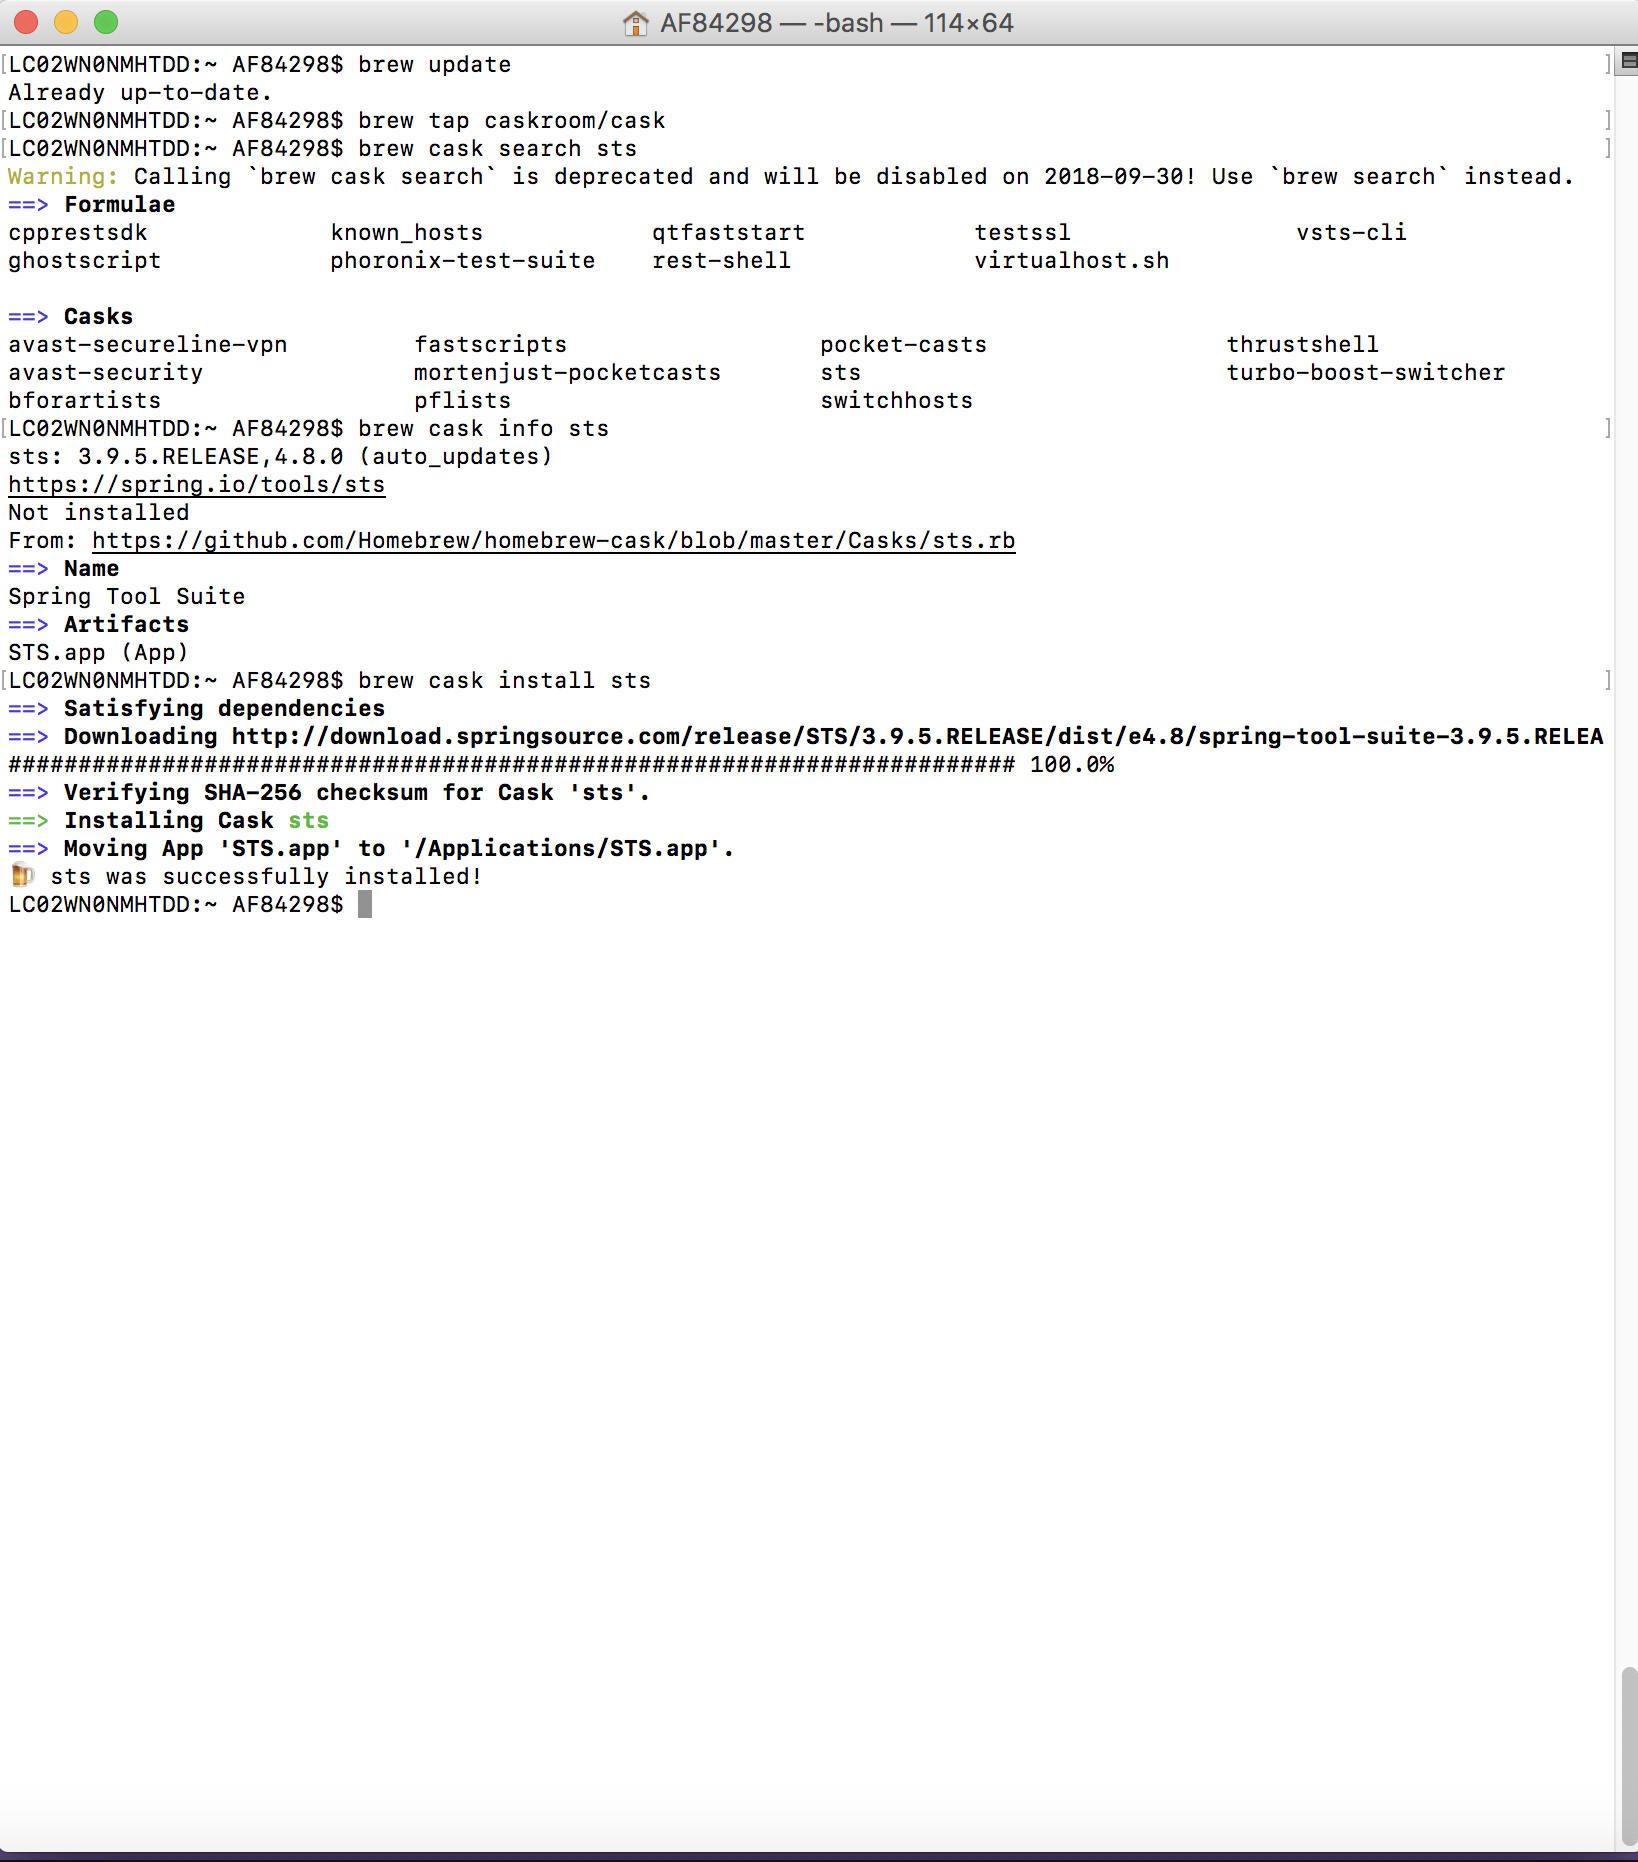 AF84298 — -bash — 114×64
LC02WN0NMHTDD:~ AF84298$ brew update
Already up-to-date.
LC02WN0NMHTDD:~ AF84298$ brew tap caskroom/cask
LC02WN0NMHTDD:~ AF84298$ brew cask search sts
Warning: Calling `brew cask search` is deprecated and will be disabled on 2018-09-30! Use `brew search` instead.
==> Formulae
cpprestsdk known_hosts qtfaststart testssl vsts-cli
ghostscript phoronix-test-suite rest-shell virtualhost.sh
==> Casks
avast-secureline-vpn fastscripts pocket-casts thrustshell
avast-security mortenjust-pocketcasts sts turbo-boost-switcher
bforartists pflists switchhosts
LC02WN0NMHTDD:~ AF84298$ brew cask info sts
sts: 3.9.5.RELEASE,4.8.0 (auto_updates)
https://spring.io/tools/sts
Not installed
From: https://github.com/Homebrew/homebrew-cask/blob/master/Casks/sts.rb
==> Name
Spring Tool Suite
==> Artifacts
STS.app (App)
LC02WN0NMHTDD:~ AF84298$ brew cask install sts
==> Satisfying dependencies
==> Downloading http://download.springsource.com/release/STS/3.9.5.RELEASE/dist/e4.8/spring-tool-suite-3.9.5.RELEA
######################################################################## 100.0%
==> Verifying SHA-256 checksum for Cask 'sts'.
==> Installing Cask sts
==> Moving App 'STS.app' to '/Applications/STS.app'.
🍺 sts was successfully installed!
LC02WN0NMHTDD:~ AF84298$